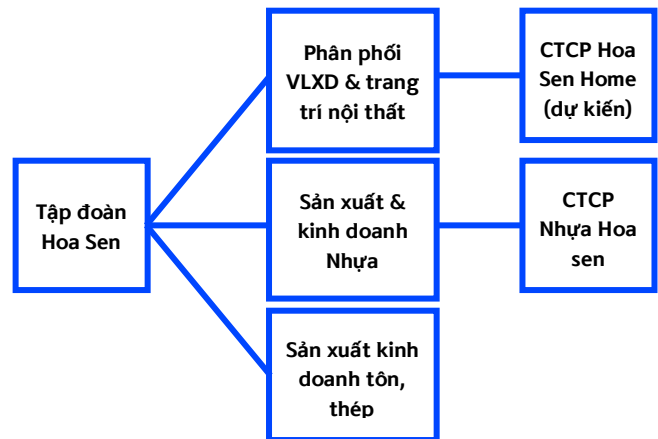 Tập đoàn
Hoa Sen
Phân phối
VLXD & trang
trí nội thất
CTCP Hoa
Sen Home
(dự kiến)
Sản xuất &
kinh doanh
Nhựa
CTCP
Nhựa Hoa
sen
Sản xuất kinh
doanh tôn,
thép